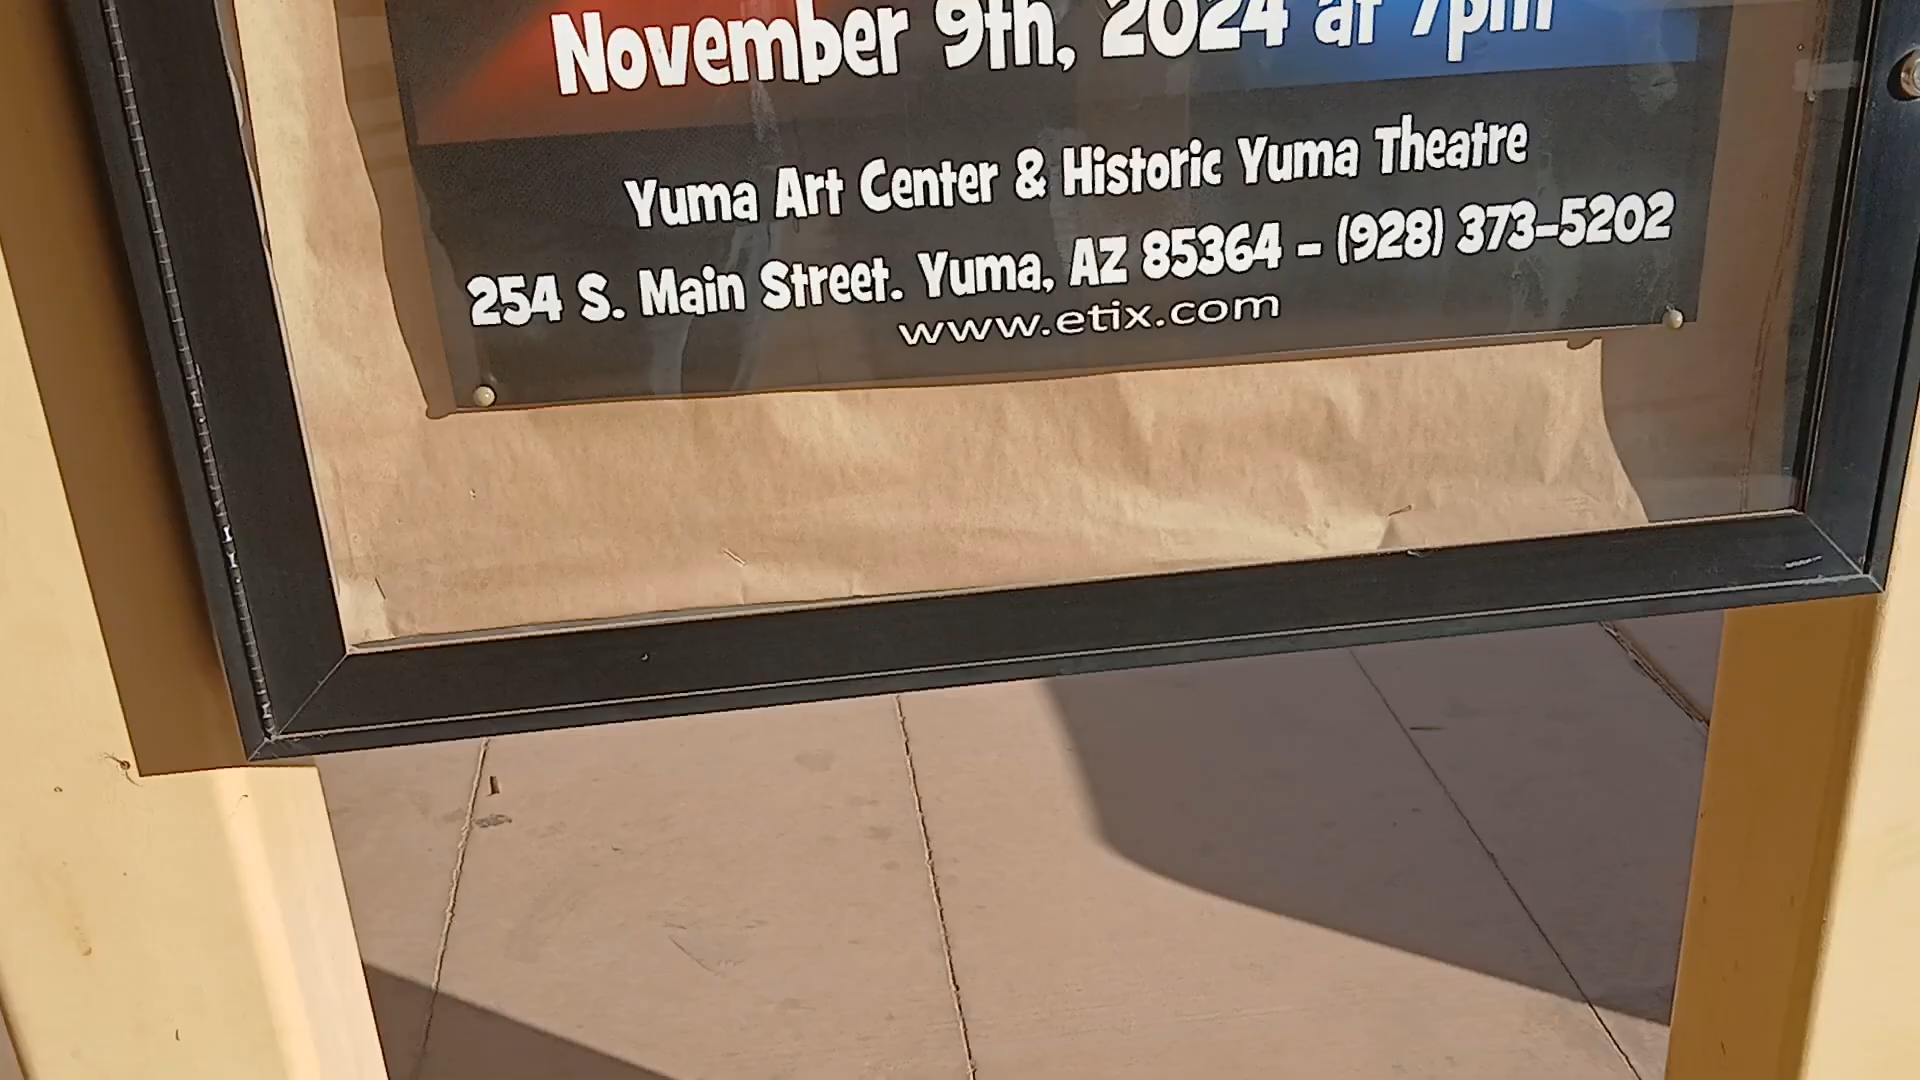 November 9th, 2024 at 7pm
Yuma Art Center & Historic Yuma Theatre
254 S. Main Street. Yuma, AZ 85364 - (928) 373-5202
www.etix.com